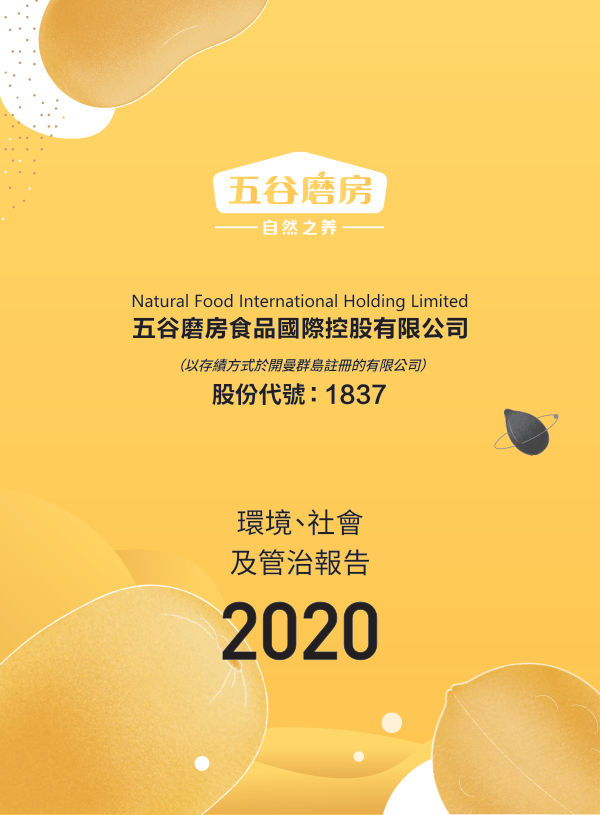 五谷磨房
自然之养
Natural Food International Holding Limited
五谷磨房食品國際控股有限公司
（以存續方式於開曼群島註冊的有限公司）
股份代號：1837
環境、社會
及管治報告
2020